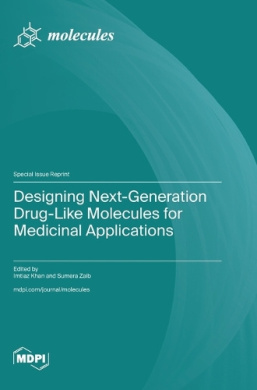 molecules
Special Issue Reprint
Designing Next-Generation
Drug-Like Molecules for
Medicinal Applications
Edited by
Imtiaz Khan and Sumera Zaib
mdpi.com/journal/molecules
MDPI